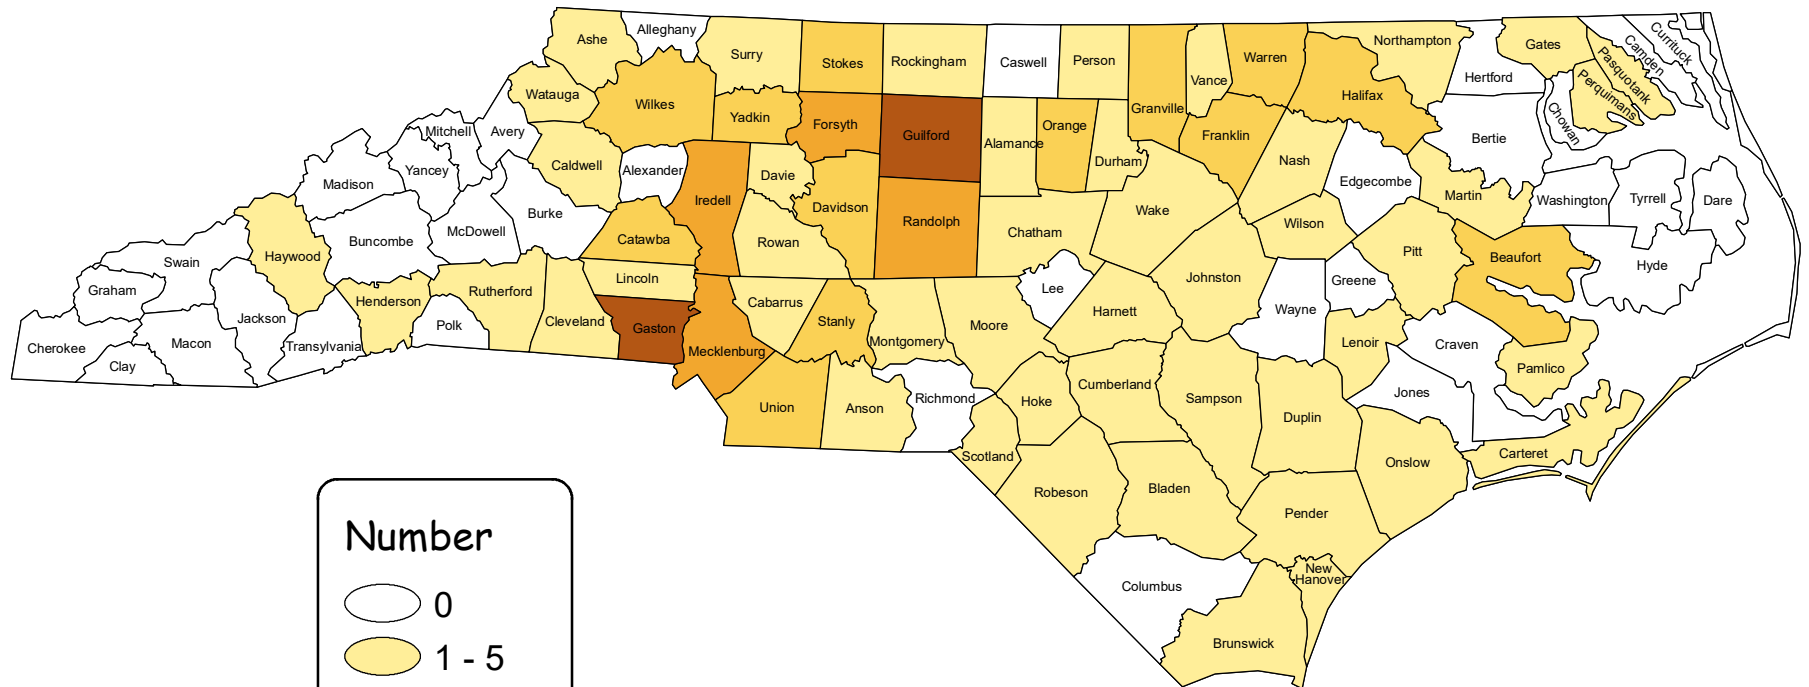 Ashe
Alleghany
Surry
Stokes
Rockingham
Caswell
Person
Granville
Vance
Warren
Northampton
Gates
Hertford
Halifax
Currituck
Camden
Pasquotank
Perquimans
Chowan
Bertie
Watauga
Wilkes
Yadkin
Forsyth
Guilford
Alamance
Orange
Durham
Franklin
Nash
Edgecombe
Martin
Washington
Tyrrell
Dare
Mitchell
Avery
Yancey
Madison
Caldwell
Alexander
Iredell
Davie
Davidson
Randolph
Chatham
Wake
Wilson
Pitt
Beaufort
Hyde
Burke
McDowell
Buncombe
Haywood
Swain
Graham
Catawba
Rowan
Lincoln
Rutherford
Cleveland
Henderson
Polk
Gaston
Mecklenburg
Cabarrus
Stanly
Montgomery
Moore
Lee
Harnett
Johnston
Wayne
Greene
Lenoir
Craven
Pamlico
Jackson
Transylvania
Macon
Cherokee
Clay
Union
Anson
Richmond
Hoke
Cumberland
Sampson
Duplin
Jones
Onslow
Carteret
Scotland
Robeson
Bladen
Pender
New
Hanover
Columbus
Brunswick
Number
0
1 - 5